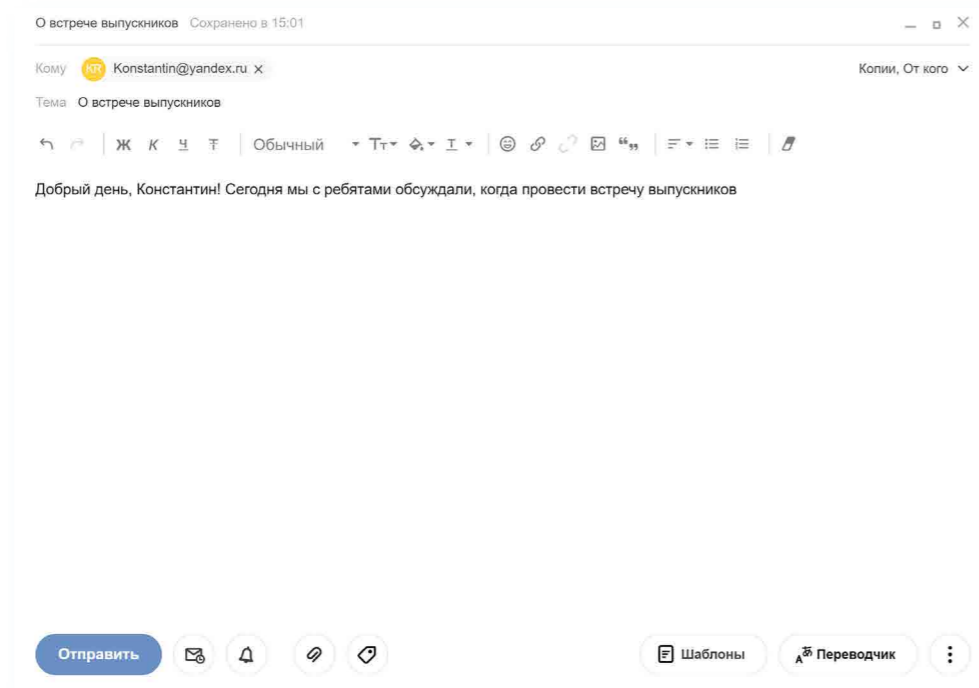 О встрече выпускников Сохранено в 15:01
Кому KR Konstantin@yandex.ru ×
Копии, От кого
Тема О встрече выпускников
Ж К Ч Т Обычный Тт Т
Добрый день, Константин! Сегодня мы с ребятами обсуждали, когда провести встречу выпускников
Отправить Шаблоны Переводчик